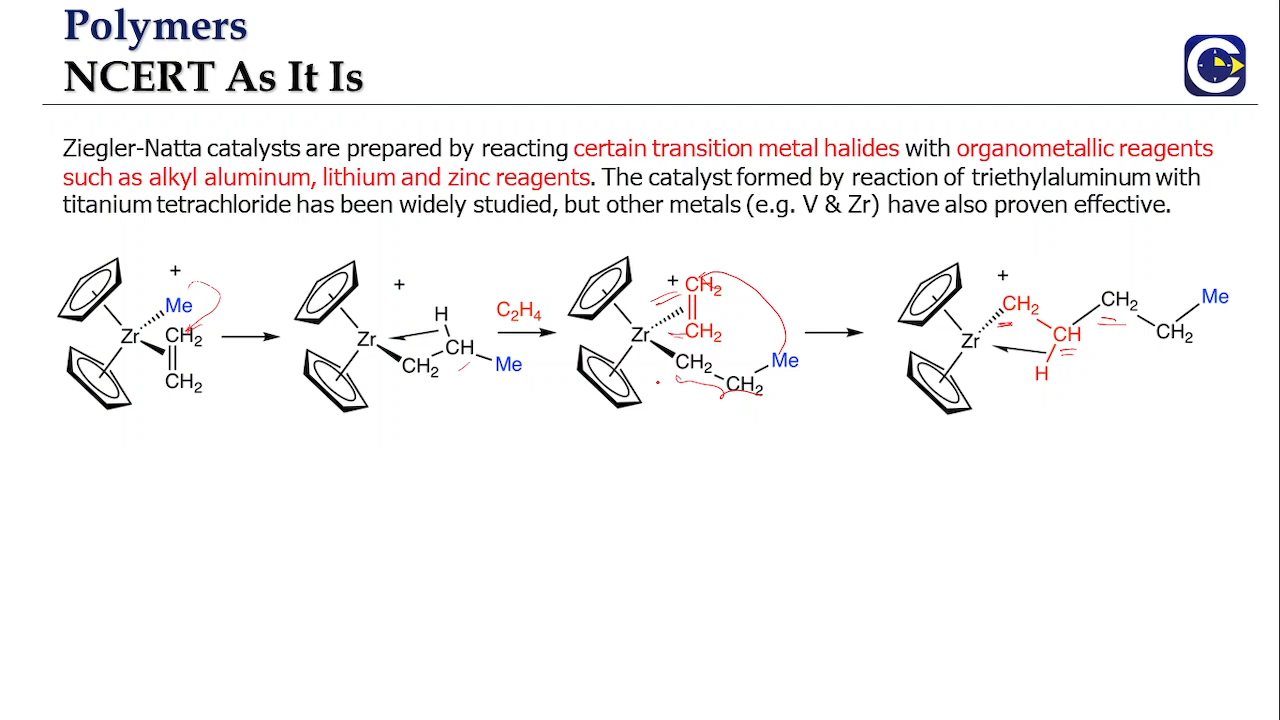 Polymers
NCERT As It Is
Ziegler-Natta catalysts are prepared by reacting certain transition metal halides with organometallic reagents
such as alkyl aluminum, lithium and zinc reagents. The catalyst formed by reaction of triethylaluminum with
titanium tetrachloride has been widely studied, but other metals (e.g. V & Zr) have also proven effective.
+
Me
Zr
CH2
CH2
+
H
Zr
CH
CH2
Me
C2H4
+
CH2
Zr
CH2
CH2
Me
CH2
+
CH2
CH2
Me
Zr
CH
CH2
H